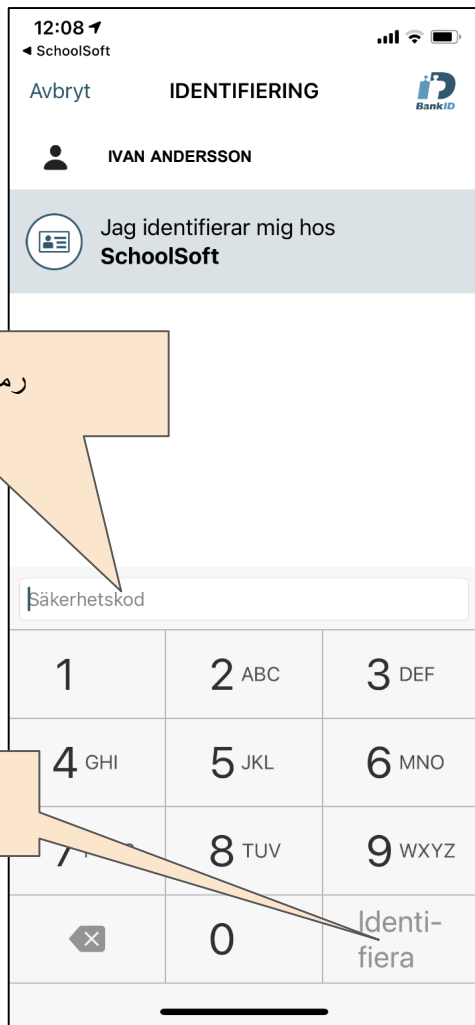 12:08
◀ SchoolSoft
Avbryt
IDENTIFIERING
BankID
IVAN ANDERSSON
Jag identifierar mig hos
SchoolSoft
Säkerhetskod
1
2 ABC
3 DEF
4 GHI
5 JKL
6 MNO
7
8 TUV
9 WXYZ
0
Identi-
fiera